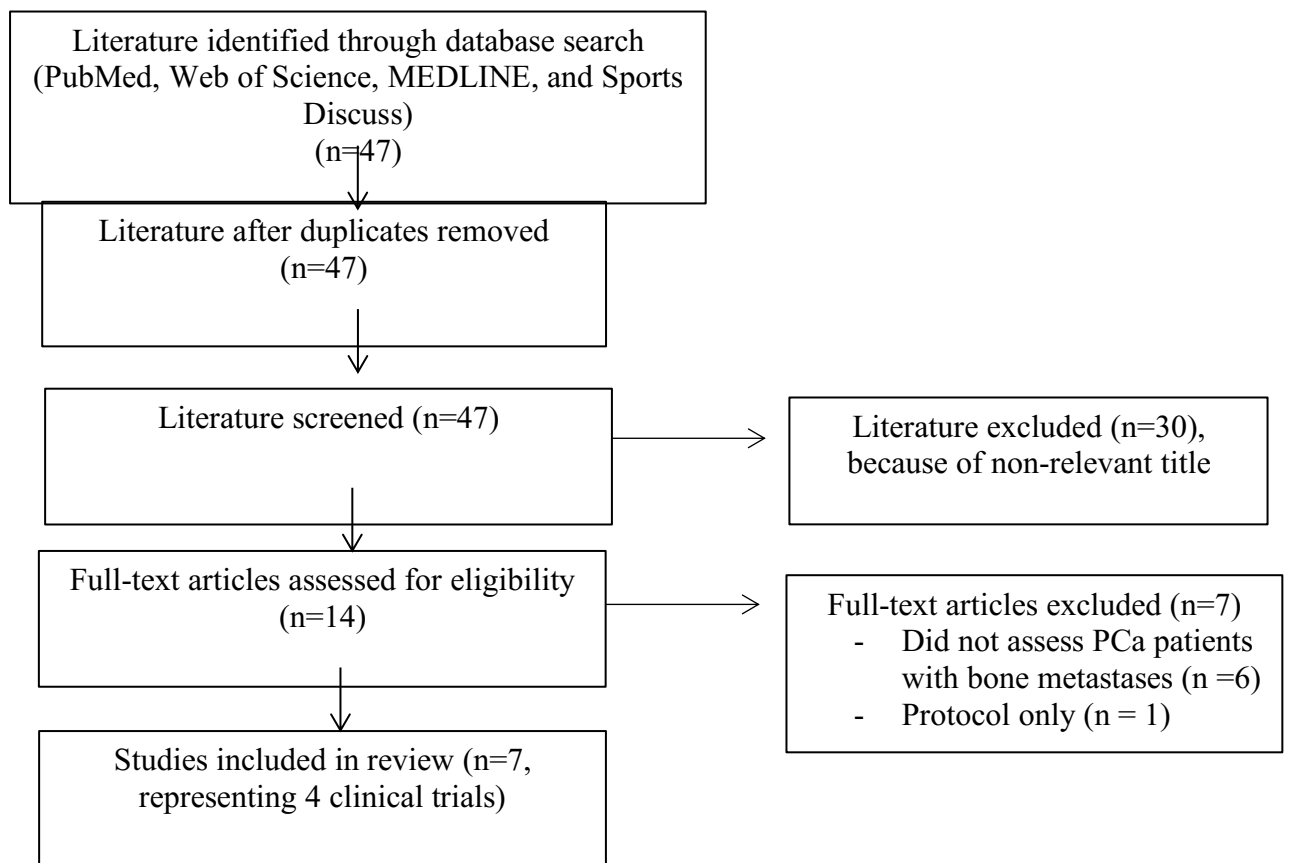 Literature identified through database search
(PubMed, Web of Science, MEDLINE, and Sports
Discuss)
(n=47)
Literature after duplicates removed
(n=47)
Literature screened (n=47)
Literature excluded (n=30),
because of non-relevant title
Full-text articles assessed for eligibility
(n=14)
Full-text articles excluded (n=7)
- Did not assess PCa patients
with bone metastases (n =6)
- Protocol only (n = 1)
Studies included in review (n=7,
representing 4 clinical trials)